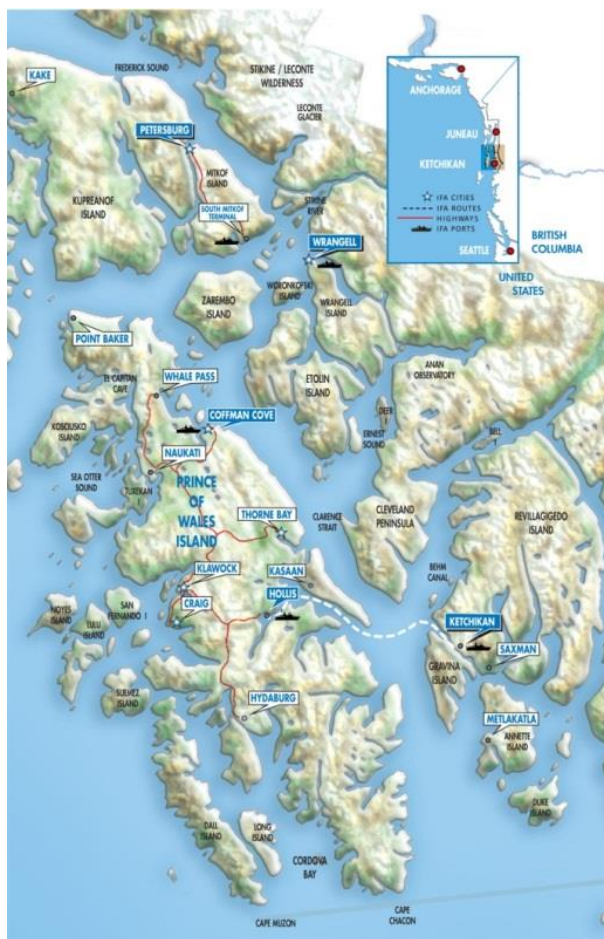 FREDERICK SOUND
STIKINE / LECONTE
WILDERNESS
KAKE
LECONTE
GLACIER
PETERSBURG
MITKOF
ISLAND
KUPREANOF
ISLAND
SOUTH MITKOF
TERMINAL
STIKINE
RIVER
WRANGELL
WORONKOFSKI
ISLAND
WRANGELL
ISLAND
ZAREMBO
ISLAND
ANCHORAGE
JUNEAU
KETCHIKAN
IFA CITIES
IFA ROUTES
HIGHWAYS
IFA PORTS
SEATTLE
BRITISH
COLUMBIA
UNITED
STATES
POINT BAKER
EL CAPITAN
CAVE
WHALE PASS
ETOLIN
ISLAND
ANAN
OBSERVATORY
DEER
I
ERNEST
SOUND
BELL
I
KOSCIUSKO
ISLAND
COFFMAN COVE
NAUKATI
SEA OTTER
SOUND
TUXEKAN
I
PRINCE
OF
WALES
ISLAND
THORNE BAY
CLARENCE
STRAIT
CLEVELAND
PENINSULA
REVILLAGIGEDO
ISLAND
KLAWOCK
KASAAN
BEHM
CANAL
CRAIG
HOLLIS
NOYES
ISLAND
LULU
ISLAND
SAN
FERNANDO I
KETCHIKAN
SAXMAN
GRAVINA
ISLAND
SUEMEZ
ISLAND
HYDABURG
METLAKATLA
ANNETTE
ISLAND
DUKE
ISLAND
DALL
ISLAND
LONG
ISLAND
CORDOVA
BAY
CAPE MUZON
CAPE
CHACON